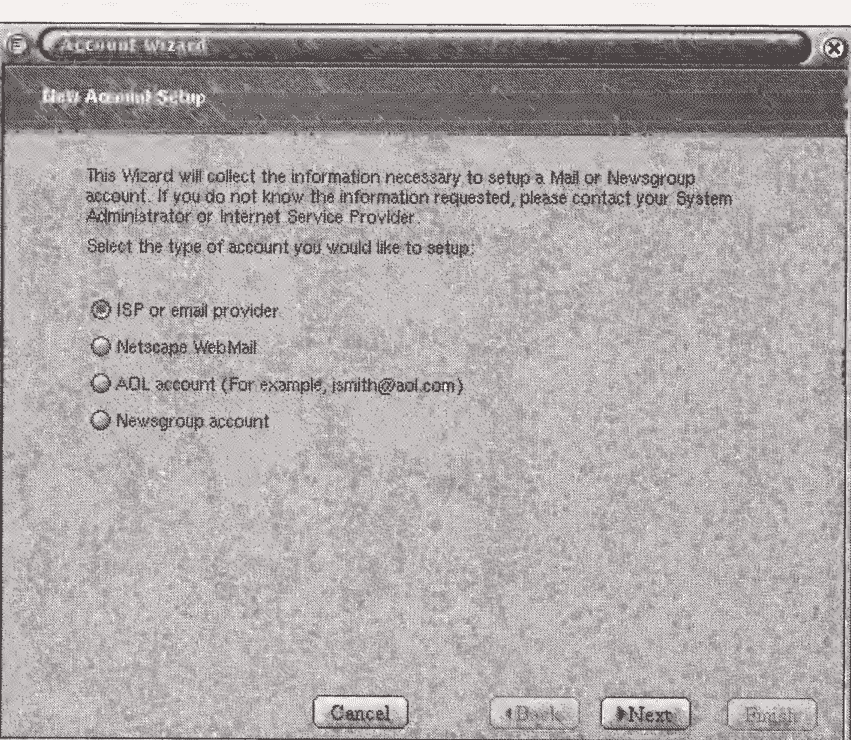 Account Wizard
New Account Setup
This Wizard will collect the information necessary to setup a Mail or Newsgroup
account. If you do not know the information requested, please contact your System
Administrator or Internet Service Provider.
Select the type of account you would like to setup:
ISP or email provider
Netscape WebMail
AOL account (For example, jsmith@aol.com)
Newsgroup account
Cancel
Back
Next
Finish